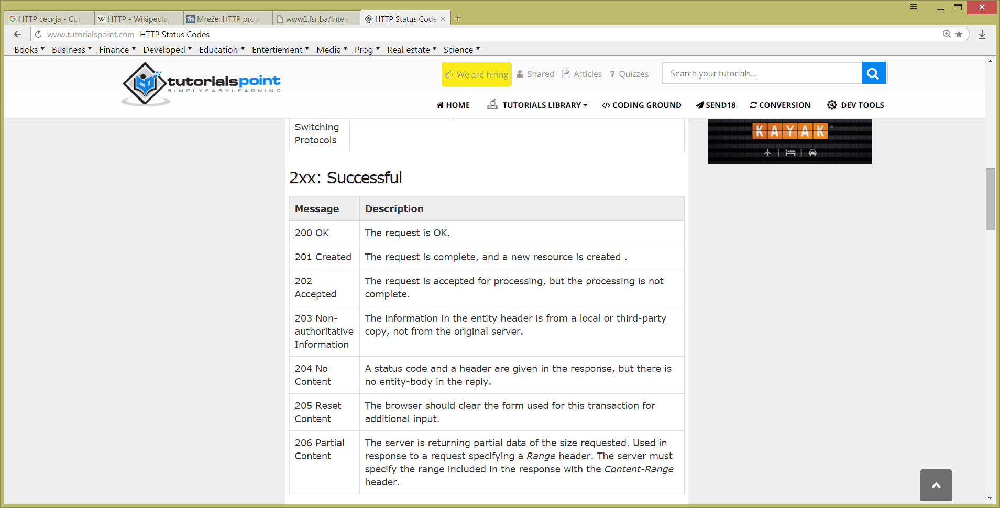 HTTP сесија - Goo
HTTP - Wikipedia,
Mreže: HTTP prot
www2.fsr.ba/inter
HTTP Status Code
www.tutorialspoint.com HTTP Status Codes
Books Business Finance Developed Education Entertiement Media Prog Real estate Science
tutorialspoint
SIMPLYEASYLEARNING
We are hiring Shared Articles ? Quizzes Search your tutorials...
HOME TUTORIALS LIBRARY </> CODING GROUND SEND18 CONVERSION DEV TOOLS
Switching
Protocols
KAYAK
2xx: Successful
Message Description
200 OK The request is OK.
201 Created The request is complete, and a new resource is created .
202
Accepted
The request is accepted for processing, but the processing is not
complete.
203 Non-
authoritative
Information
The information in the entity header is from a local or third-party
copy, not from the original server.
204 No
Content
A status code and a header are given in the response, but there is
no entity-body in the reply.
205 Reset
Content
The browser should clear the form used for this transaction for
additional input.
206 Partial
Content
The server is returning partial data of the size requested. Used in
response to a request specifying a Range header. The server must
specify the range included in the response with the Content-Range
header.